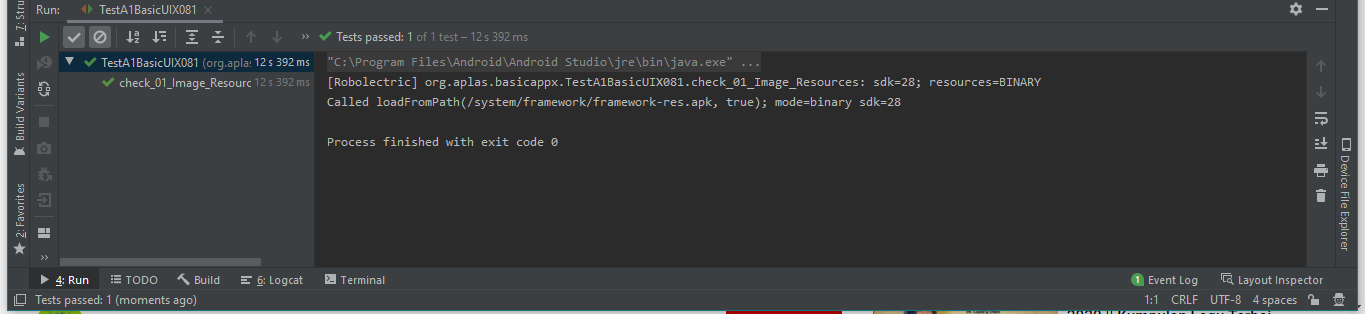 Run: TestA1BasicUIX081
Tests passed: 1 of 1 test – 12 s 392 ms
TestA1BasicUIX081 (org.aplas. 12 s 392 ms
check_01_Image_Resourc 12 s 392 ms
"C:\Program Files\Android\Android Studio\jre\bin\java.exe" ...
[Robolectric] org.aplas.basicappx.TestA1BasicUIX081.check_01_Image_Resources: sdk=28; resources=BINARY
Called loadFromPath(/system/framework/framework-res.apk, true); mode=binary sdk=28
Process finished with exit code 0
7: Stru
Build Variants
2: Favorites
Device File Explorer
4: Run TODO Build 6: Logcat Terminal 1 Event Log Layout Inspector
Tests passed: 1 (moments ago) 1:1 CRLF UTF-8 4 spaces